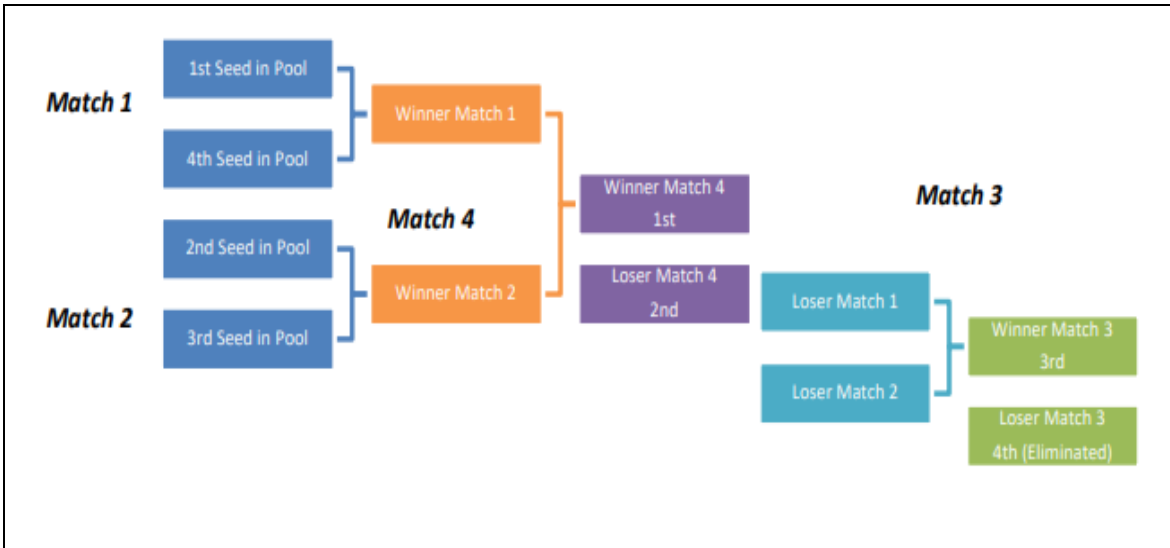 Match 1
1st Seed in Pool
4th Seed in Pool
Match 2
2nd Seed in Pool
3rd Seed in Pool
Winner Match 1
Match 4
Winner Match 2
Winner Match 4
1st
Loser Match 4
2nd
Match 3
Loser Match 1
Loser Match 2
Winner Match 3
3rd
Loser Match 3
4th (Eliminated)